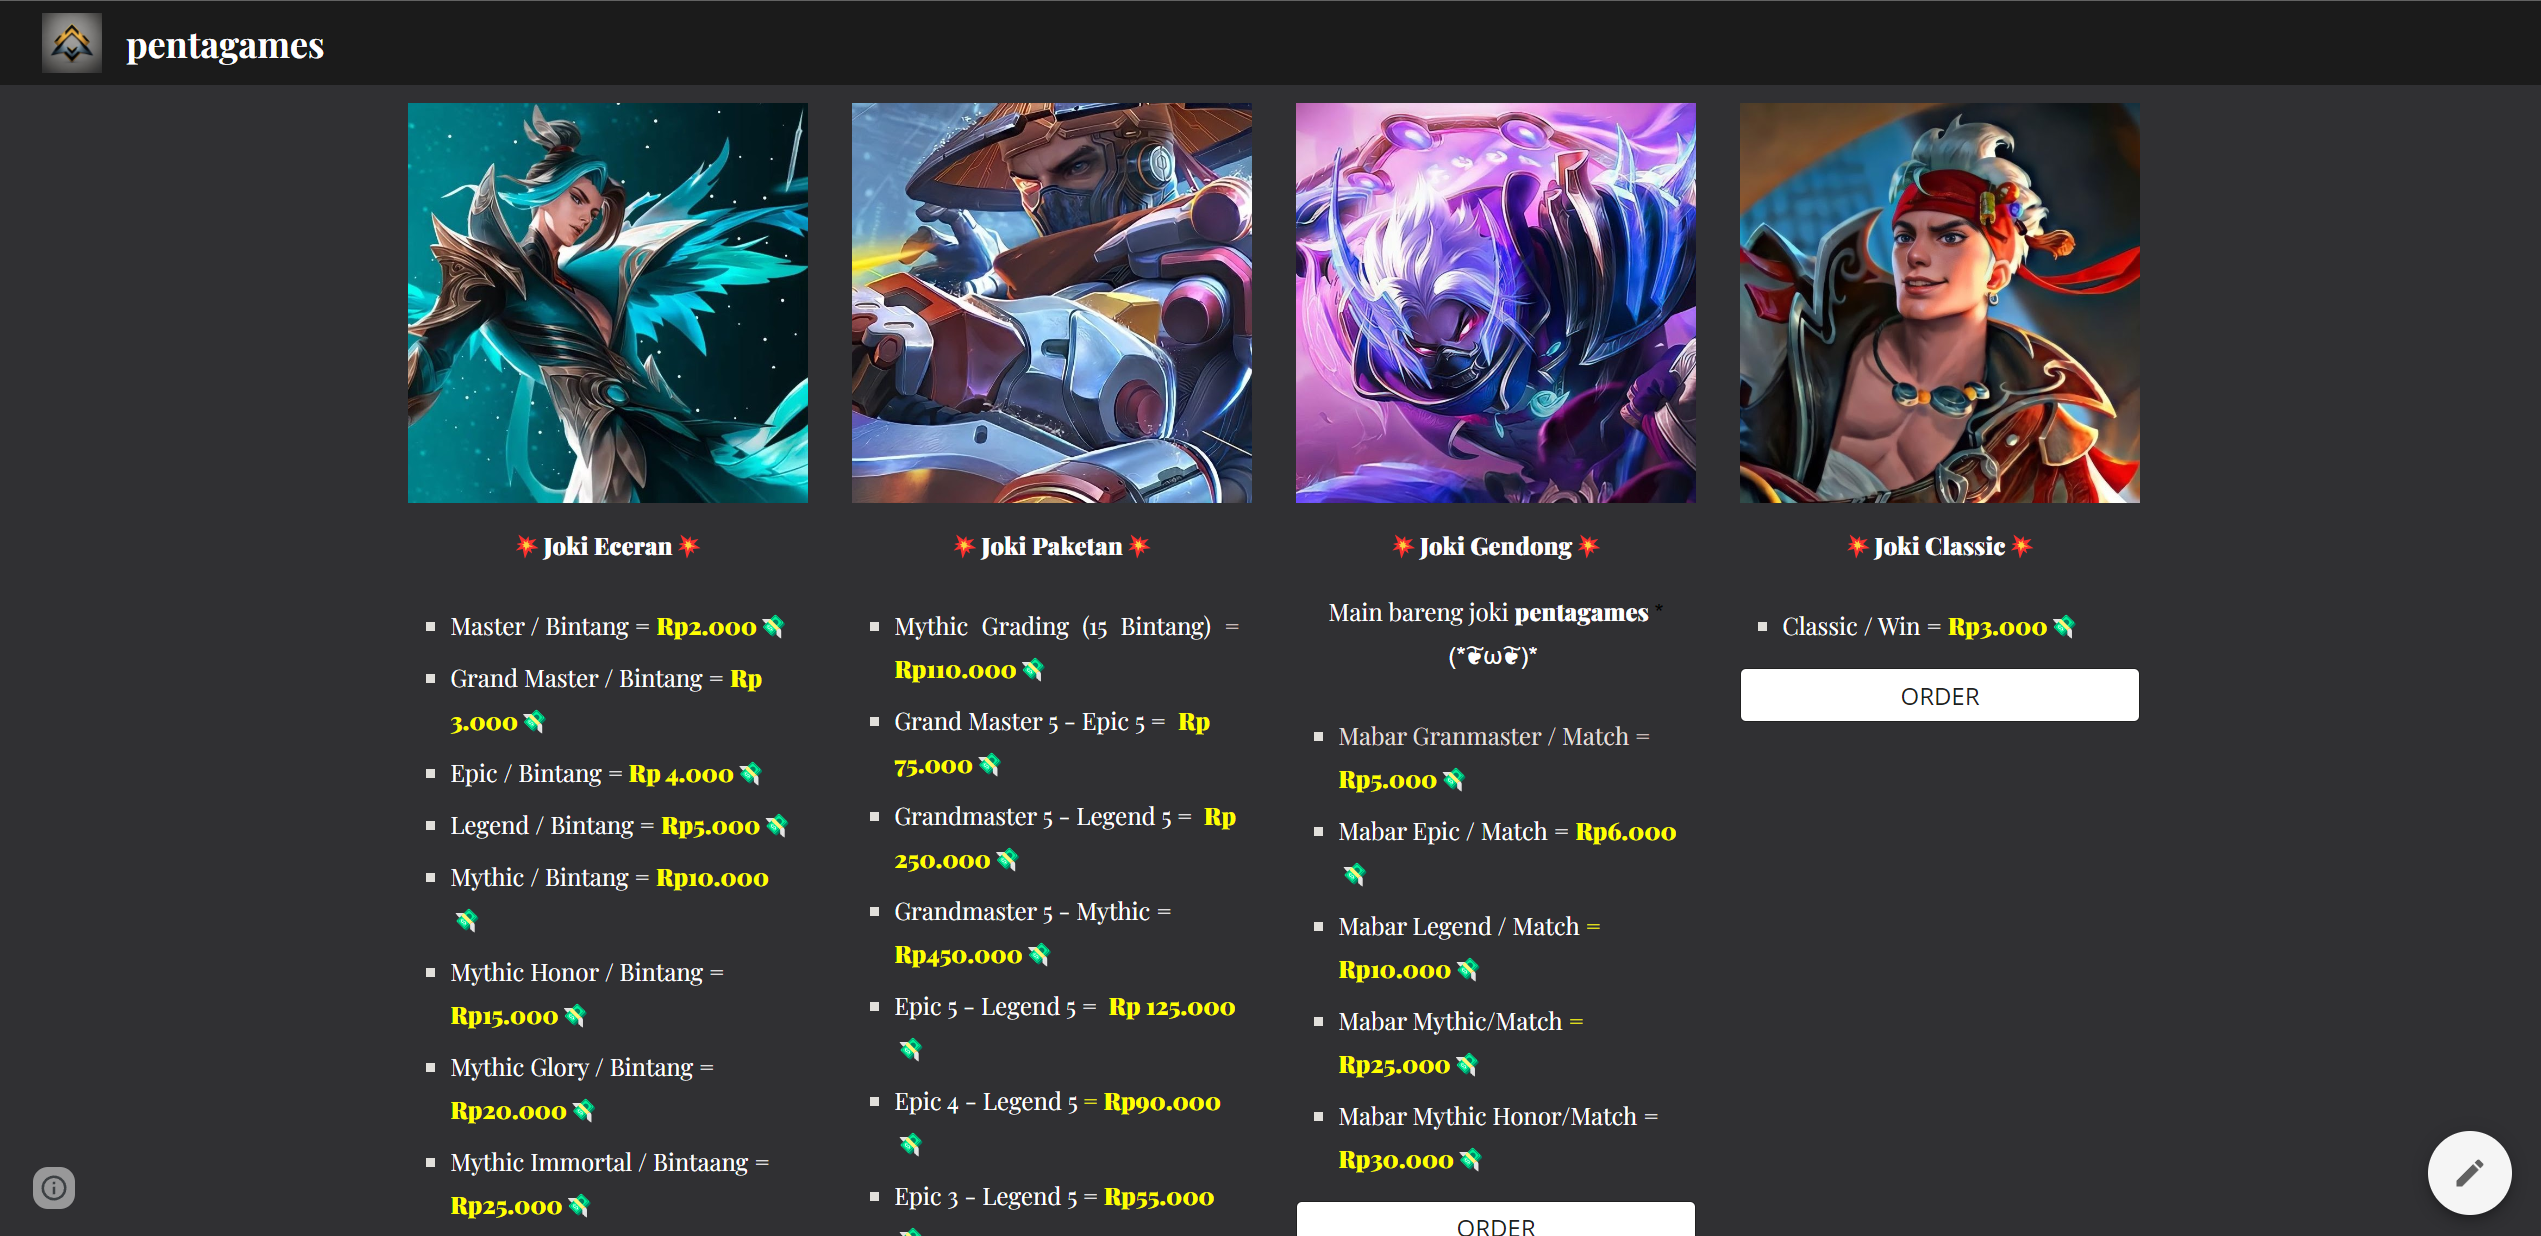 pentagames
💥 Joki Eceran 💥
Master / Bintang = Rp2.000 💸
Grand Master / Bintang = Rp
3.000 💸
Epic / Bintang = Rp 4.000 💸
Legend / Bintang = Rp5.000 💸
Mythic / Bintang = Rp10.000
💸
Mythic Honor / Bintang =
Rp15.000 💸
Mythic Glory / Bintang =
Rp20.000 💸
Mythic Immortal / Bintaang =
Rp25.000 💸
💥 Joki Paketan 💥
Mythic Grading (15 Bintang) =
Rp110.000 💸
Grand Master 5 - Epic 5 = Rp
75.000 💸
Grandmaster 5 - Legend 5 = Rp
250.000 💸
Grandmaster 5 - Mythic =
Rp450.000 💸
Epic 5 - Legend 5 = Rp 125.000
💸
Epic 4 - Legend 5 = Rp90.000
💸
Epic 3 - Legend 5 = Rp55.000
💸
💥 Joki Gendong 💥
Main bareng joki pentagames *
(*❦ω❦)*
Mabar Granmaster / Match =
Rp5.000 💸
Mabar Epic / Match = Rp6.000
💸
Mabar Legend / Match =
Rp10.000 💸
Mabar Mythic/Match =
Rp25.000 💸
Mabar Mythic Honor/Match =
Rp30.000 💸
ORDER
💥 Joki Classic 💥
Classic / Win = Rp3.000 💸
ORDER